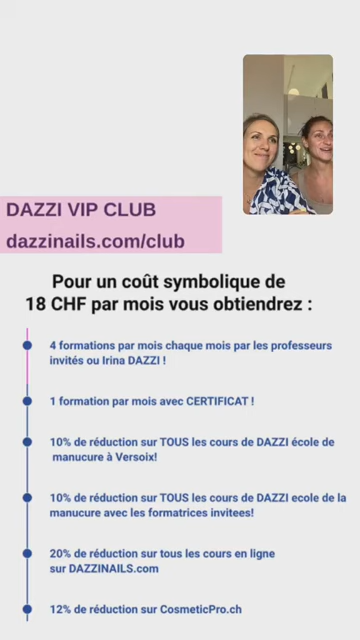 DAZZI VIP CLUB
dazzinails.com/club
Pour un coût symbolique de
18 CHF par mois vous obtiendrez :
4 formations par mois chaque mois par les professeurs
invités ou Irina DAZZI !
1 formation par mois avec CERTIFICAT !
10% de réduction sur TOUS les cours de DAZZI école de
manucure à Versoix!
10% de réduction sur TOUS les cours de DAZZI ecole de la
manucure avec les formatrices invitees!
20% de réduction sur tous les cours en ligne
sur DAZZINAILS.com
12% de réduction sur CosmeticPro.ch